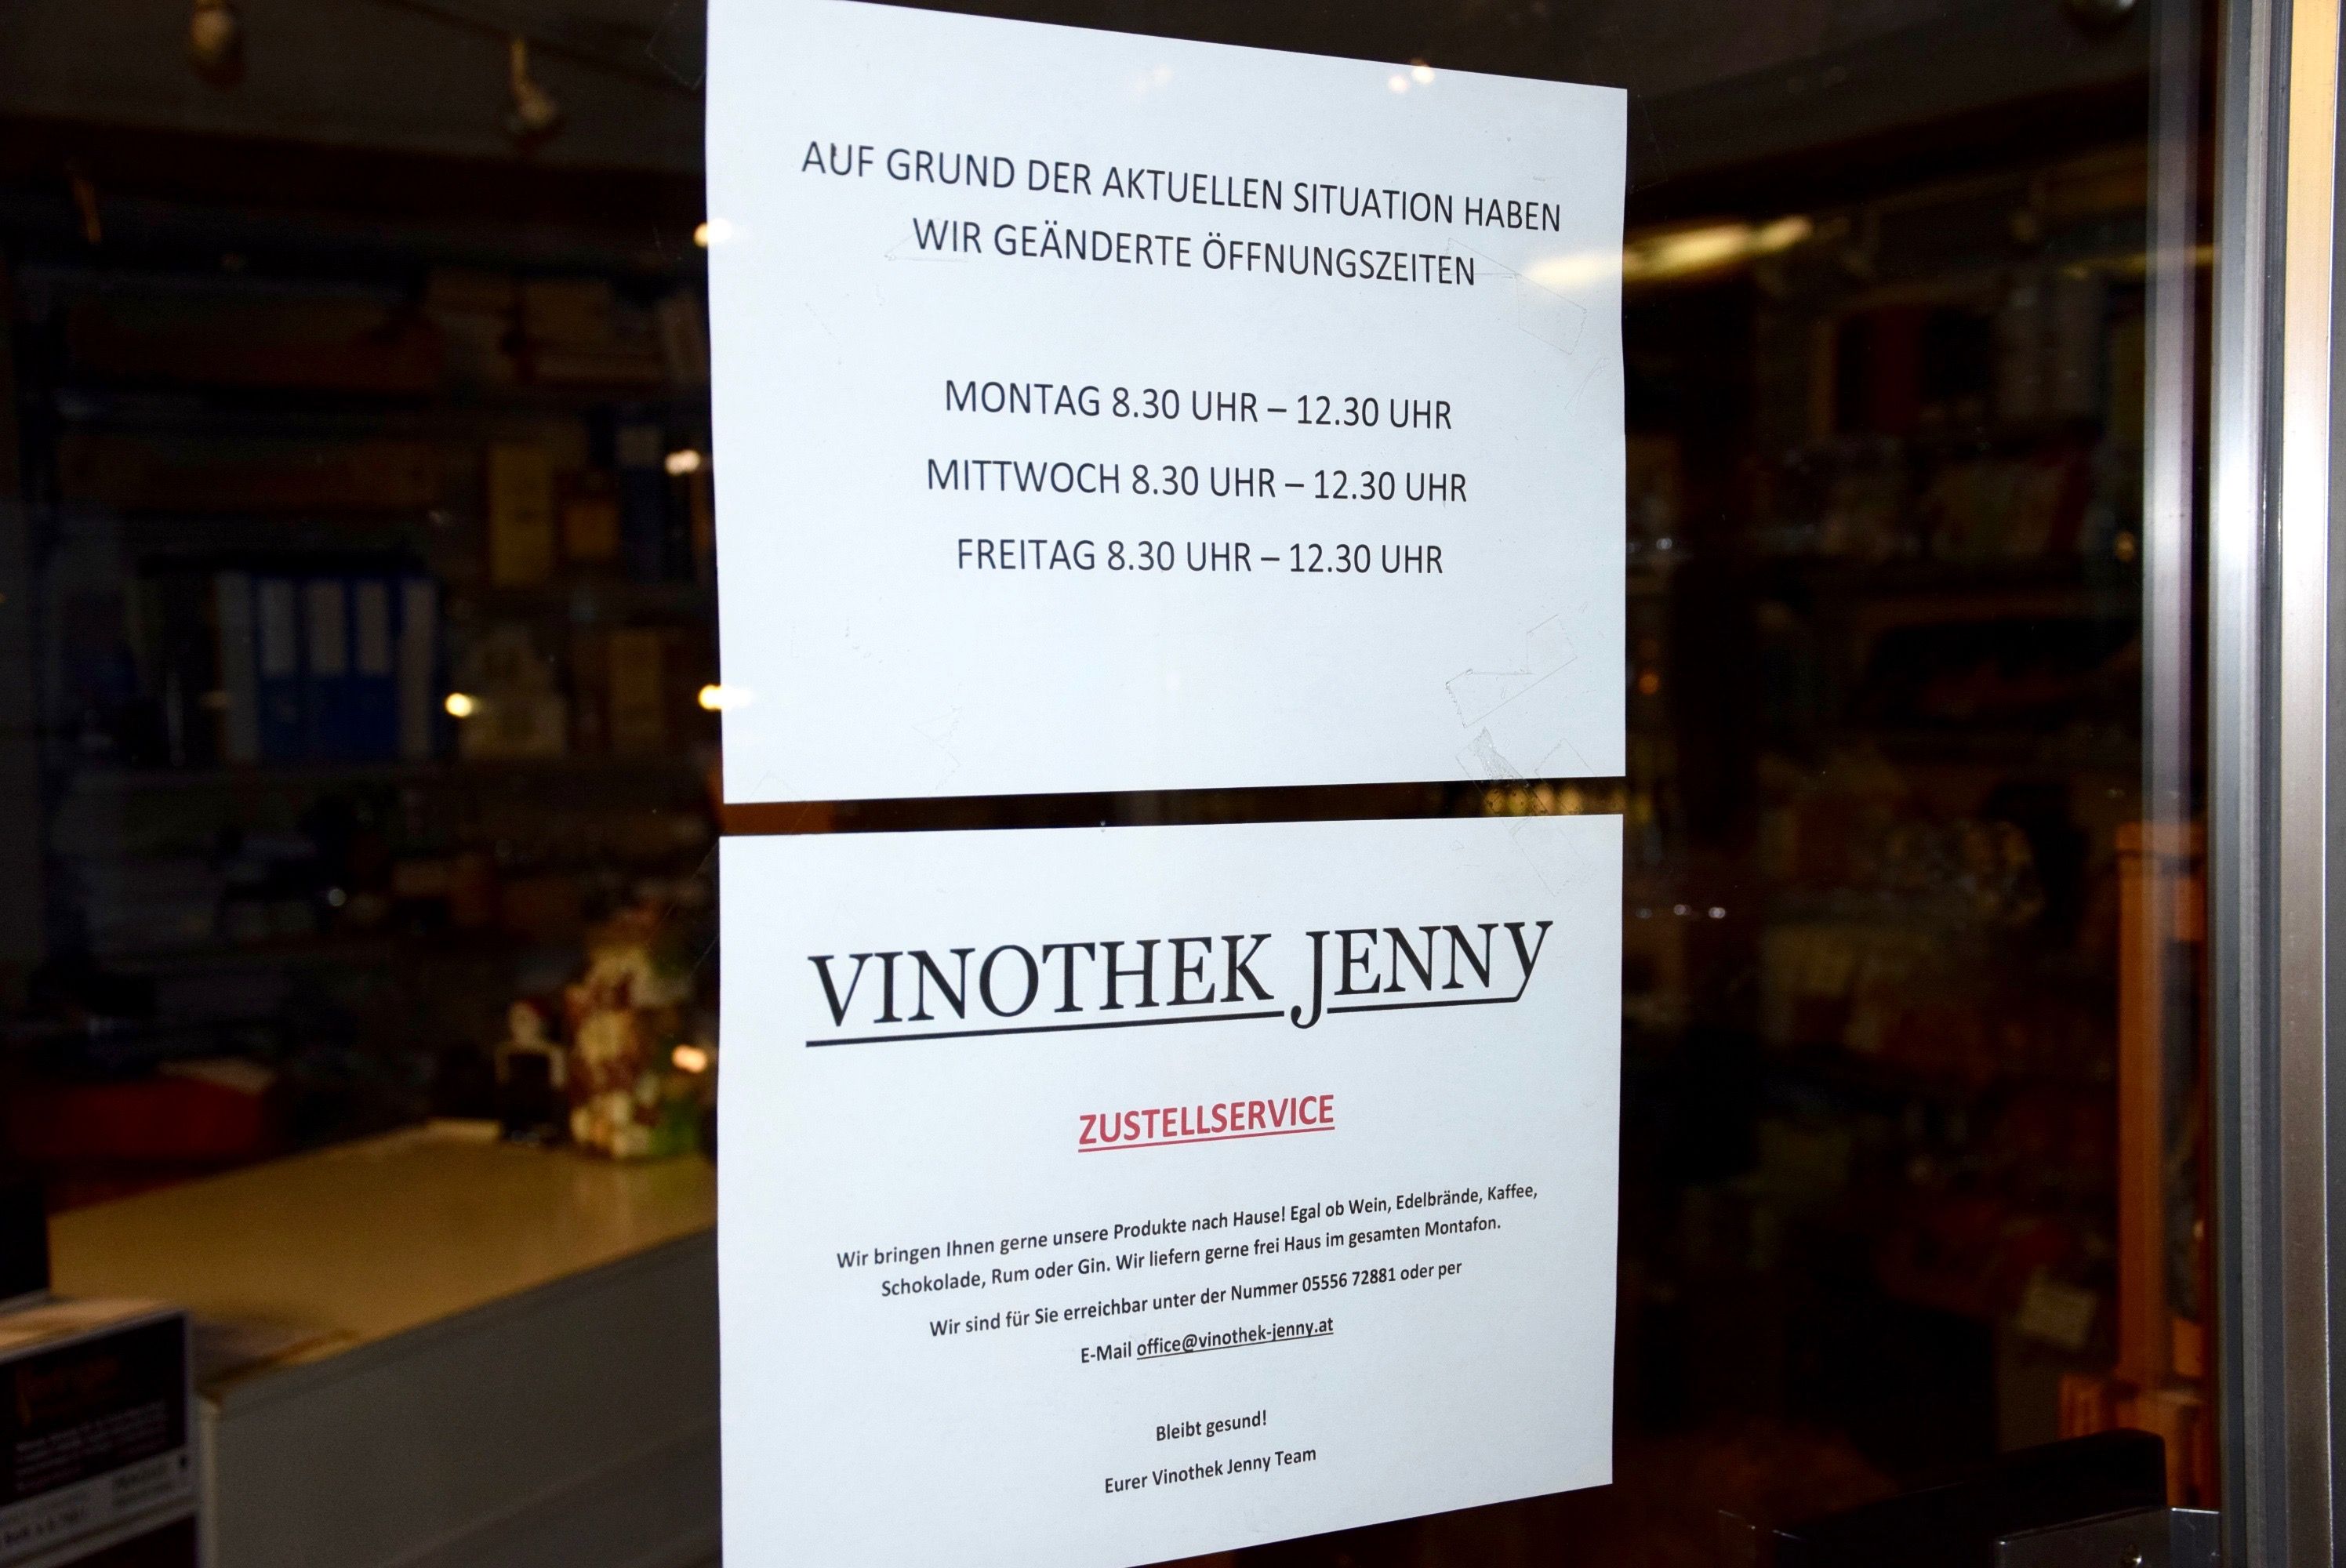 AUF GRUND DER AKTUELLEN SITUATION HABEN
WIR GEÄNDERTE ÖFFNUNGSZEITEN
MONTAG 8.30 UHR – 12.30 UHR
MITTWOCH 8.30 UHR – 12.30 UHR
FREITAG 8.30 UHR – 12.30 UHR
VINOTHEK JENNY
ZUSTELLSERVICE
Wir bringen Ihnen gerne unsere Produkte nach Hause! Egal ob Wein, Edelbrände, Kaffee,
Schokolade, Rum oder Gin. Wir liefern gerne frei Haus im gesamten Montafon.
Wir sind für Sie erreichbar unter der Nummer 05556 72881 oder per
E-Mail office@vinothek-jenny.at
Bleibt gesund!
Eurer Vinothek Jenny Team